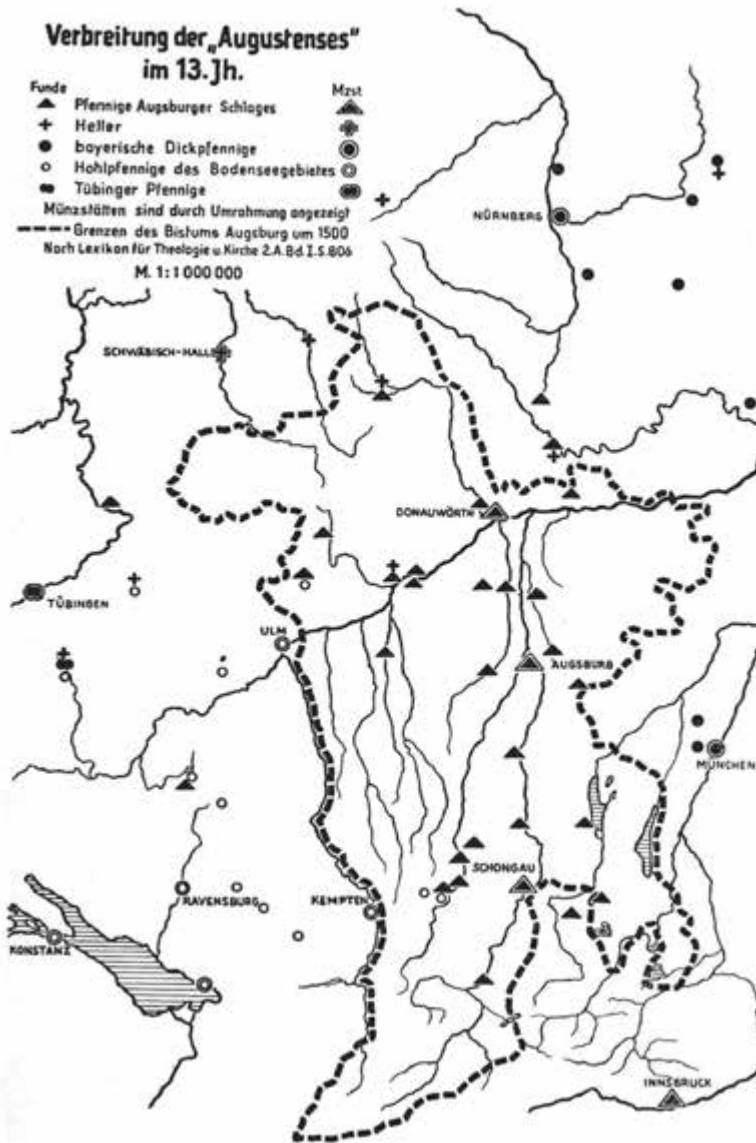 Verbreitung der „Augustenses"
im 13. Jh.
Funde Mzst
Pfennige Augsburger Schlages
Heller
bayerische Dickpfennige
Hohlpfennige des Bodenseegebietes
Tübinger Pfennige
Münzstätten sind durch Umrahmung angezeigt
Grenzen des Bistums Augsburg um 1500
Nach Lexikon für Theologie u. Kirche 2.A.Bd.I.S.806
M. 1:1 000 000
NÜRNBERG
SCHWÄBISCH-HALL
DONAUWÖRTH
TÜBINGEN
ULM
AUGSBURG
MÜNCHEN
SCHONGAU
RAVENSBURG
KEMPTEN
KONSTANZ
INNSBRUCK